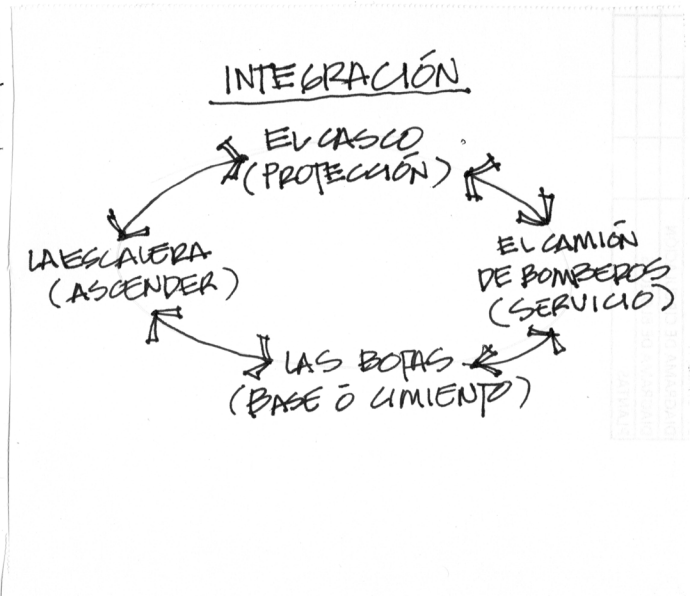 INTEGRACIÓN
EL CASCO
(PROTECCIÓN)
LA ESCALERA
(ASCENDER)
EL CAMIÓN
DE BOMBEROS
(SERVICIO)
LAS BOTAS
(BASE Ó CIMIENTO)